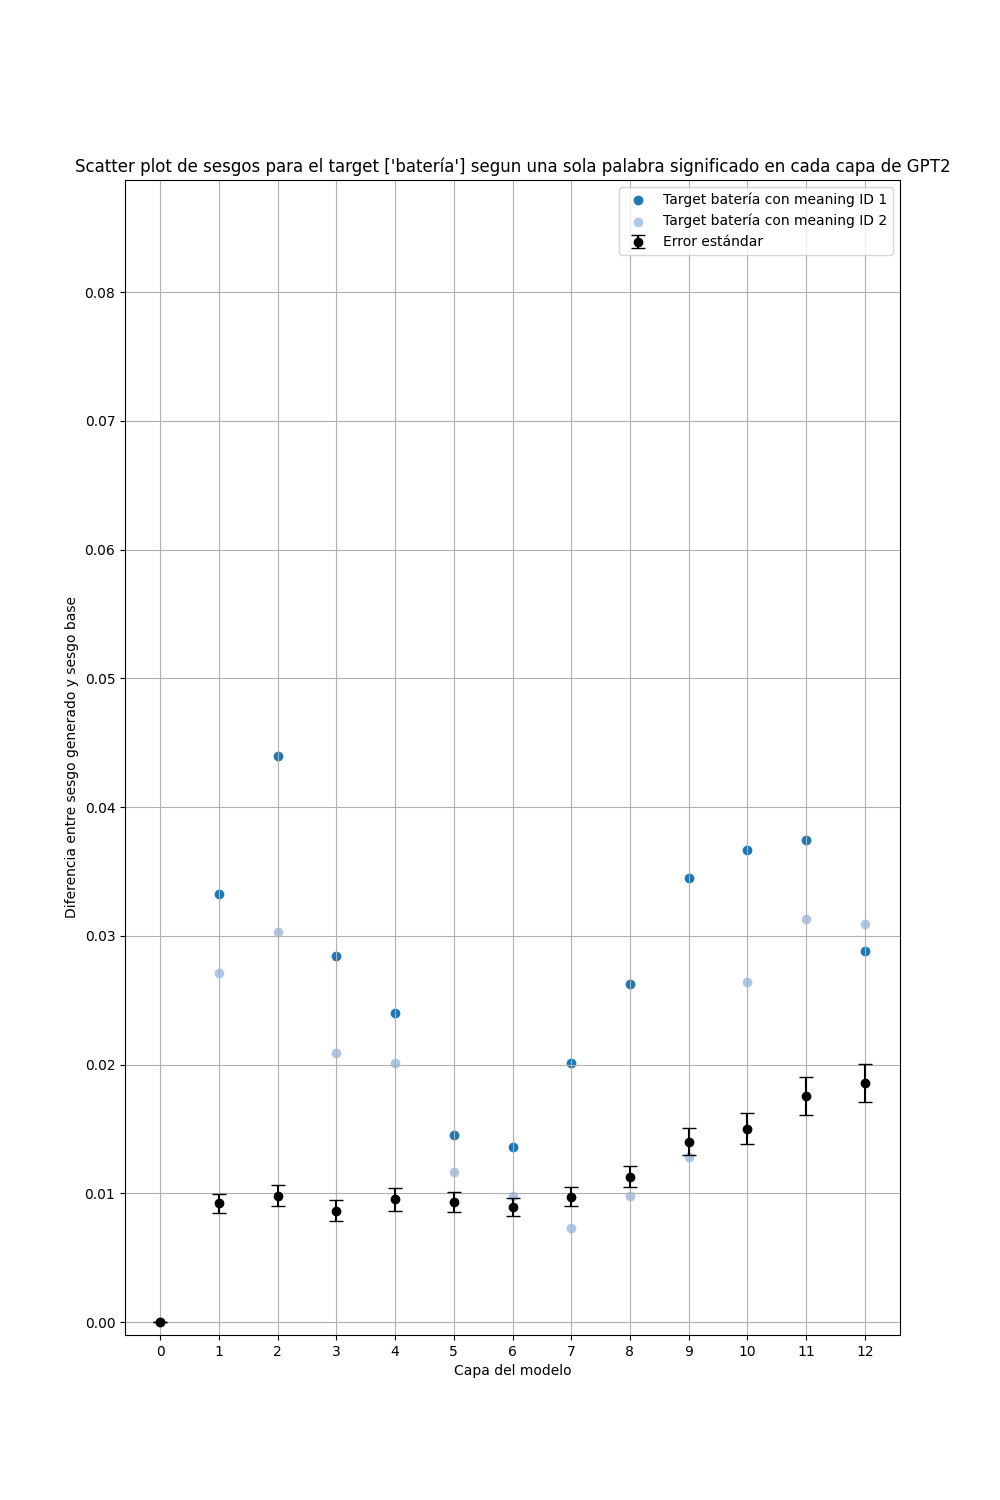 Scatter plot de sesgos para el target ['batería'] segun una sola palabra significado en cada capa de GPT2
Target batería con meaning ID 1
Target batería con meaning ID 2
Error estándar
Diferencia entre sesgo generado y sesgo base
0.08
0.07
0.06
0.05
0.04
0.03
0.02
0.01
0.00
0 1 2 3 4 5 6 7 8 9 10 11 12
Capa del modelo